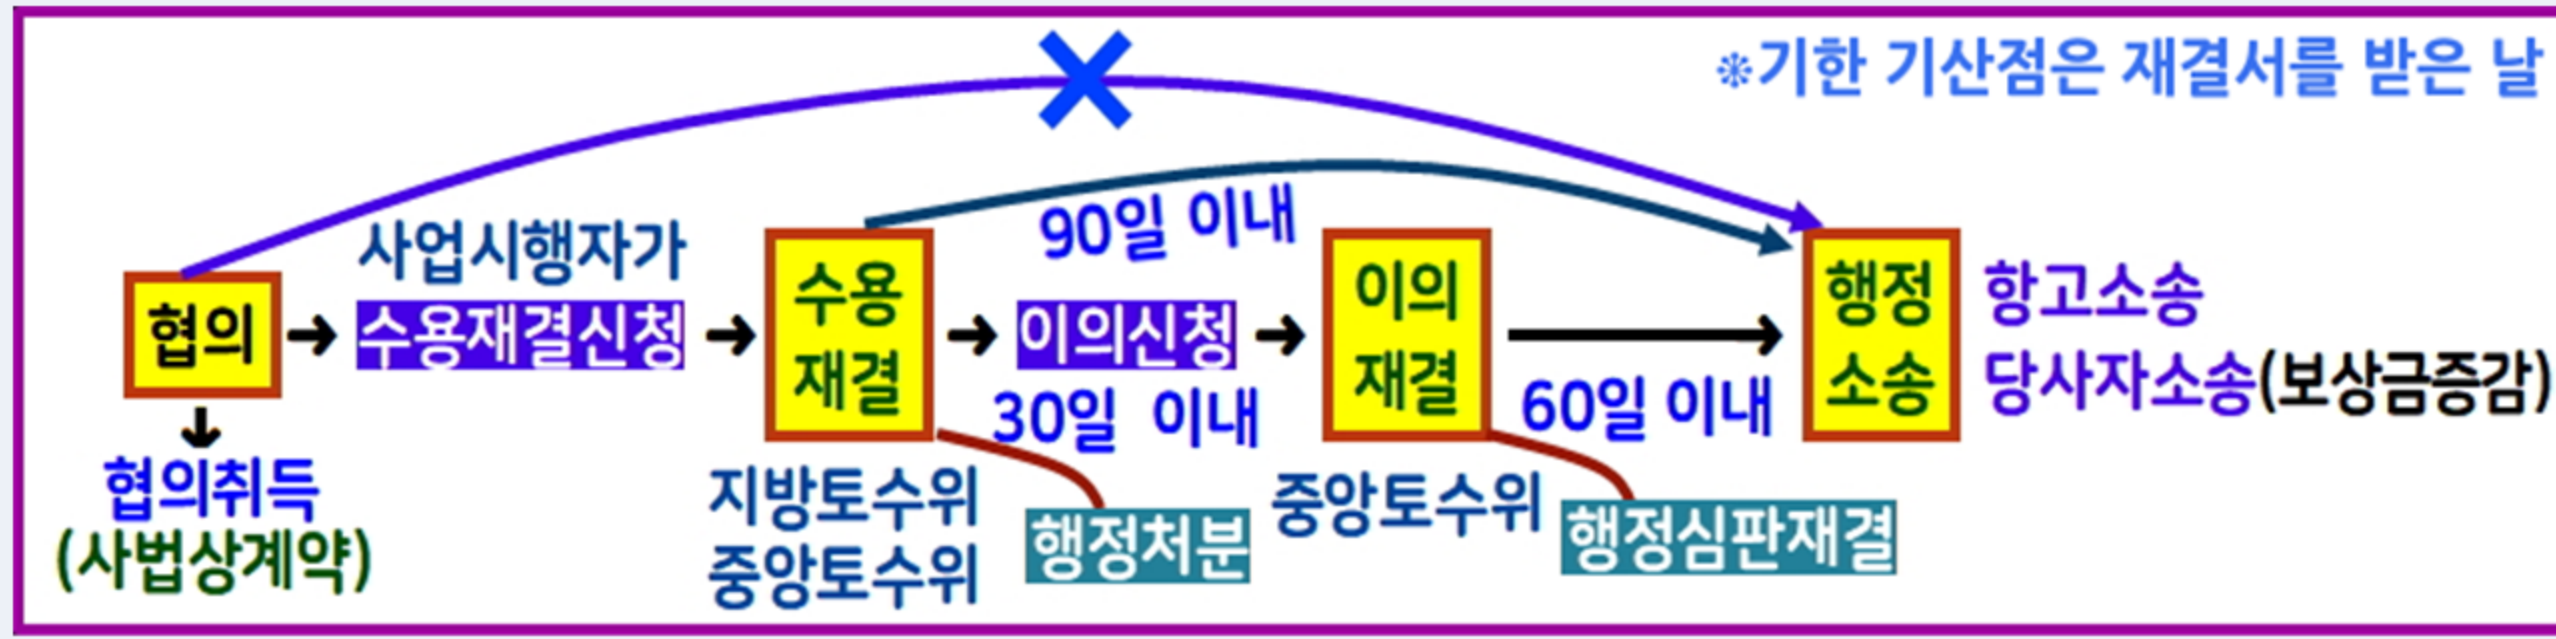 ※기한 기산점은 재결서를 받은 날
90일 이내
사업시행자가
협의
수용재결신청
수용
재결
이의신청
30일 이내
이의
재결
60일 이내
행정
소송
항고소송
당사자소송(보상금증감)
협의취득
(사법상계약)
지방토수위
중앙토수위
행정처분
중앙토수위
행정심판재결